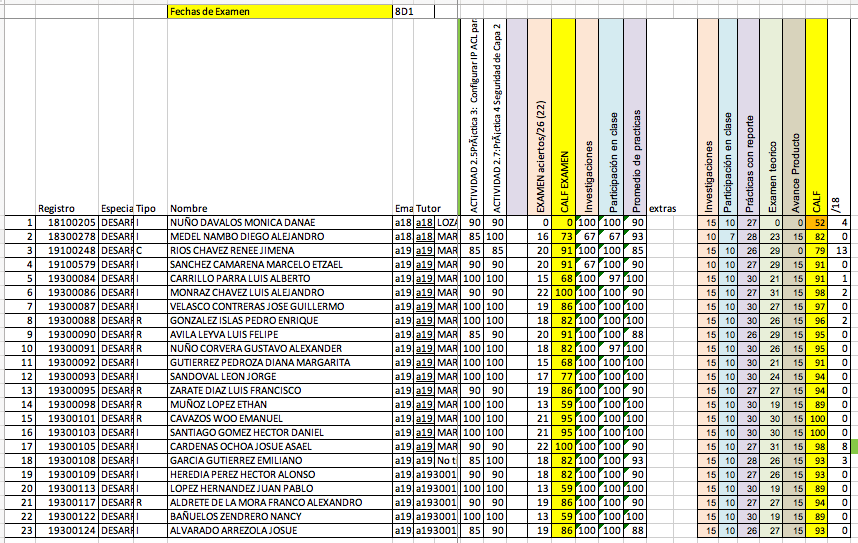 Fechas de Examen 8D1
Registro Especia Tipo Nombre Ema Tutor ACTIVIDAD 2.5PrÃ¡ctica 3: Configurar IP ACL par ACTIVIDAD 2.7:PrÃ¡ctica 4 Seguridad de Capa 2 EXAMEN aciertos/26 (22) CALF EXAMEN Investigaciones Participación en clase Promedio de practicas extras Investigaciones Participación en clase Prácticas con reporte Examen teorico Avance Producto CALF /18
1 18100205 DESARF I NUÑO DAVALOS MONICA DANAE a18 a18 LOZA 90 90 0 0 100 100 90 15 10 27 0 0 52 4
2 18300278 DESARF I MEDEL NAMBO DIEGO ALEJANDRO a18 a18 MAR 85 100 16 73 67 67 93 10 7 28 23 15 82 0
3 19100248 DESARF C RIOS CHAVEZ RENEE JIMENA a19 a19 MAR 85 85 20 91 100 100 85 15 10 26 29 0 79 13
4 19100579 DESARF I SANCHEZ CAMARENA MARCELO ETZAEL a19 a19 MAR 90 90 20 91 67 100 90 10 10 27 29 15 91 0
5 19300084 DESARF I CARRILLO PARRA LUIS ALBERTO a19 a19 MAR 100 100 15 68 100 97 100 15 10 30 21 15 91 1
6 19300086 DESARF I MONRAZ CHAVEZ LUIS ALEJANDRO a19 a19 MAR 90 90 22 100 100 100 90 15 10 27 31 15 98 2
7 19300087 DESARF I VELASCO CONTRERAS JOSE GUILLERMO a19 a19 MAR 100 100 19 86 100 100 100 15 10 30 27 15 97 0
8 19300088 DESARF R GONZALEZ ISLAS PEDRO ENRIQUE a19 a19 MAR 100 100 18 82 100 100 100 15 10 30 26 15 96 2
9 19300090 DESARF R AVILA LEYVA LUIS FELIPE a19 a19 MAR 85 90 20 91 100 100 88 15 10 26 29 15 95 0
10 19300091 DESARF R NUÑO CORVERA GUSTAVO ALEXANDER a19 a19 MAR 100 100 18 82 100 97 100 15 10 30 26 15 95 0
11 19300092 DESARF I GUTIERREZ PEDROZA DIANA MARGARITA a19 a19 MAR 100 100 15 68 100 100 100 15 10 30 21 15 91 0
12 19300093 DESARF I SANDOVAL LEON JORGE a19 a19 MAR 100 100 17 77 100 100 100 15 10 30 24 15 94 0
13 19300095 DESARF R ZARATE DIAZ LUIS FRANCISCO a19 a19 MAR 90 90 19 86 100 100 90 15 10 27 27 15 94 0
14 19300098 DESARF I MUÑOZ LOPEZ ETHAN a19 a19 MAR 100 100 13 59 100 100 100 15 10 30 19 15 89 0
15 19300101 DESARF R CAVAZOS WOO EMANUEL a19 a19 MAR 100 100 21 95 100 100 100 15 10 30 30 15 100 0
16 19300103 DESARF I SANTIAGO GOMEZ HECTOR DANIEL a19 a19 MAR 100 100 21 95 100 100 100 15 10 30 30 15 100 0
17 19300105 DESARF I CARDENAS OCHOA JOSUE ASAEL a19 a19 MAR 90 90 22 100 100 100 90 15 10 27 31 15 98 8
18 19300108 DESARF I GARCIA GUTIERREZ EMILIANO a19 a19 No t 85 100 18 82 100 100 93 15 10 28 26 15 93 3
19 19300109 DESARF I HEREDIA PEREZ HECTOR ALONSO a19 a193001 90 90 18 82 100 100 90 15 10 27 26 15 93 0
20 19300113 DESARF I LOPEZ HERNANDEZ JUAN PABLO a19 a193001 100 100 13 59 100 100 100 15 10 30 19 15 89 0
21 19300117 DESARF R ALDRETE DE LA MORA FRANCO ALEXANDRO a19 a193001 90 90 19 86 100 100 90 15 10 27 27 15 94 0
22 19300122 DESARF I BAÑUELOS ZENDRERO NANCY a19 a193001 100 100 13 59 100 100 100 15 10 30 19 15 89 0
23 19300124 DESARF I ALVARADO ARREZOLA JOSUE a19 a193001 85 90 19 86 100 100 88 15 10 26 27 15 93 0